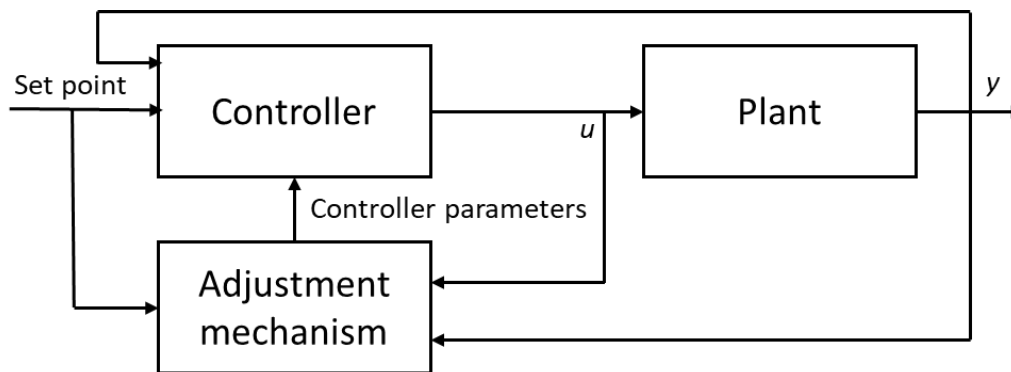 Set point
Controller
u
Plant
y
Controller parameters
Adjustment
mechanism